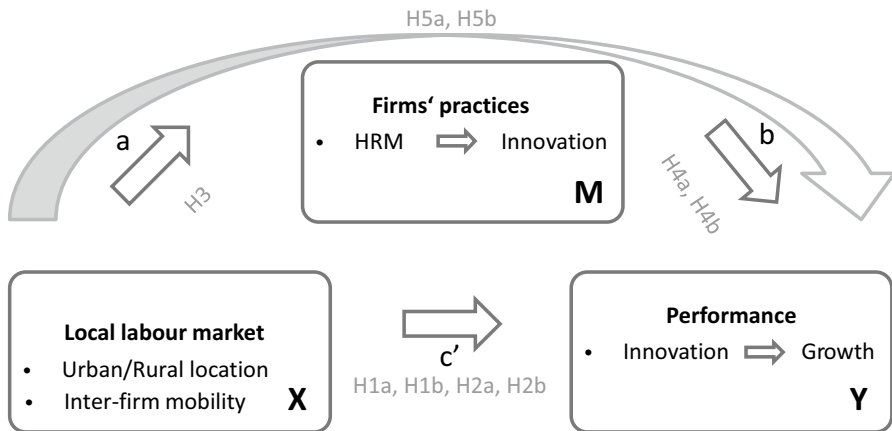 H5a, H5b
Firms‘ practices
• HRM Innovation
M
a
H3
b
H4a, H4b
Local labour market
• Urban/Rural location
• Inter-firm mobility
X
c’
H1a, H1b, H2a, H2b
Performance
• Innovation Growth
Y